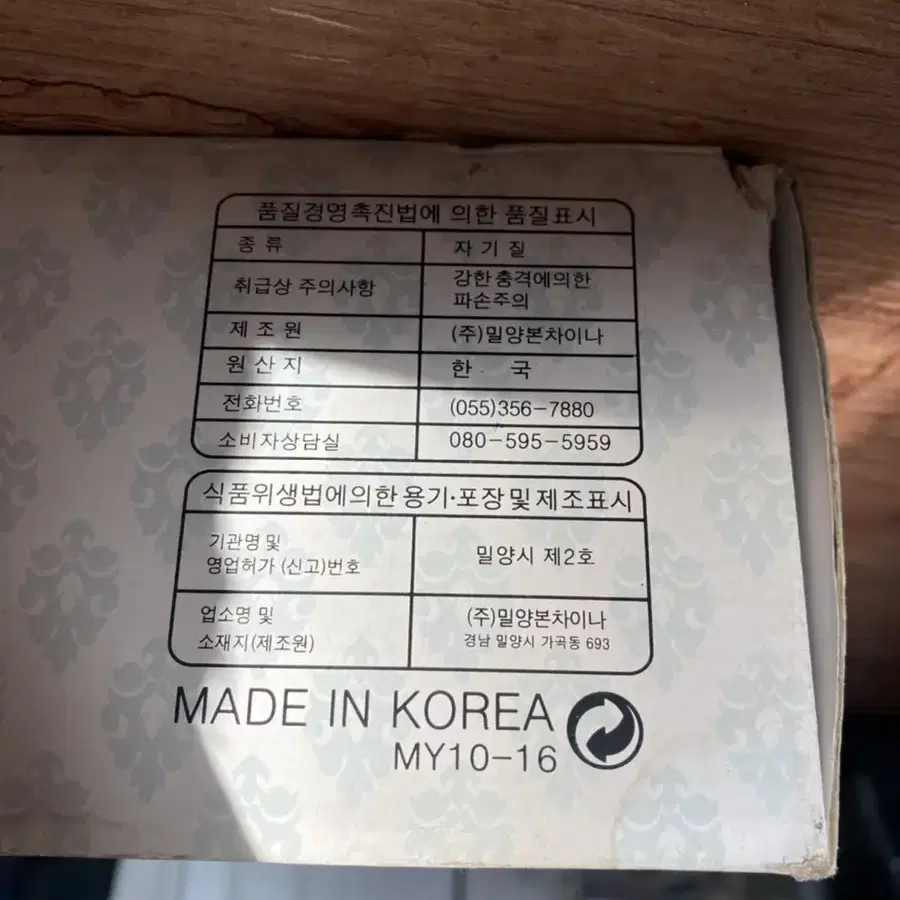 품질경영촉진법에 의한 품질표시
종 류 자 기 질
취급상 주의사항 강한 충격에의한
파손주의
제 조 원 (주)밀양본차이나
원 산 지 한 국
전화번호 (055)356-7880
소비자상담실 080-595-5959
식품위생법에의한 용기·포장 및 제조표시
기관명 및
영업허가 (신고)번호 밀양시 제2호
업소명 및 (주)밀양본차이나
소재지(제조원) 경남 밀양시 가곡동 693
MADE IN KOREA
MY10-16